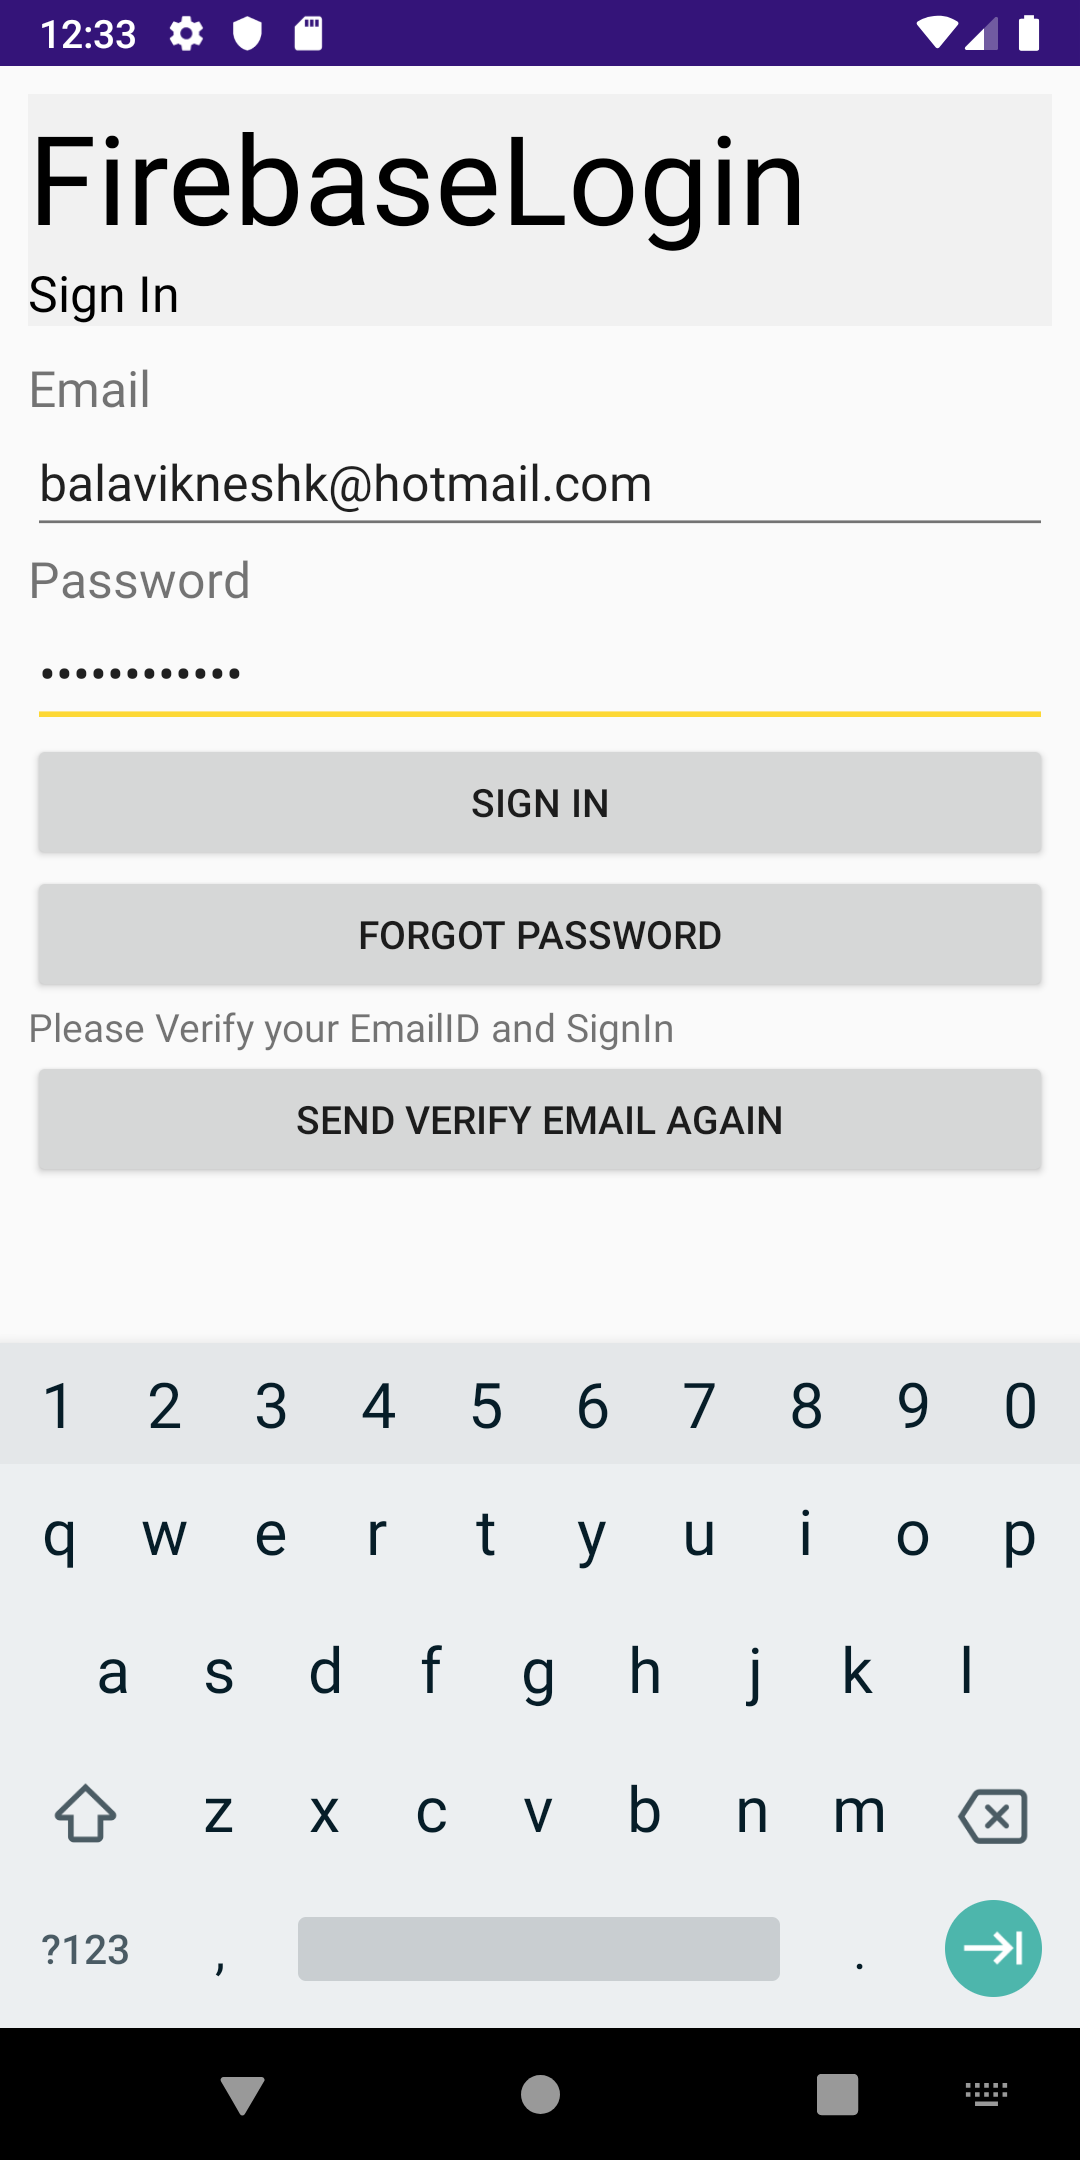 12:33
FirebaseLogin
Sign In
Email
balavikneshk@hotmail.com
Password
••••••••••••
SIGN IN
FORGOT PASSWORD
Please Verify your EmailID and SignIn
SEND VERIFY EMAIL AGAIN
1 2 3 4 5 6 7 8 9 0
q w e r t y u i o p
a s d f g h j k l
z x c v b n m
?123 , .